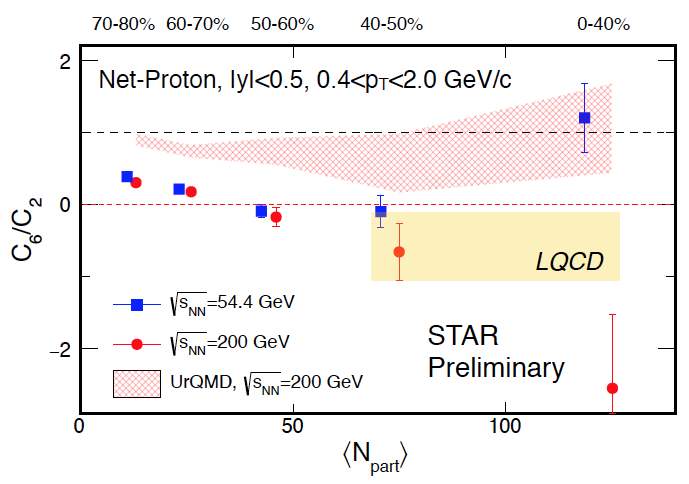 70-80% 60-70% 50-60% 40-50% 0-40%
Net-Proton, |y|<0.5, 0.4<pT<2.0 GeV/c
2
0
−2
C6/C2
LQCD
√sNN=54.4 GeV
√sNN=200 GeV
UrQMD, √sNN=200 GeV
STAR
Preliminary
0 50 100
⟨Npart⟩